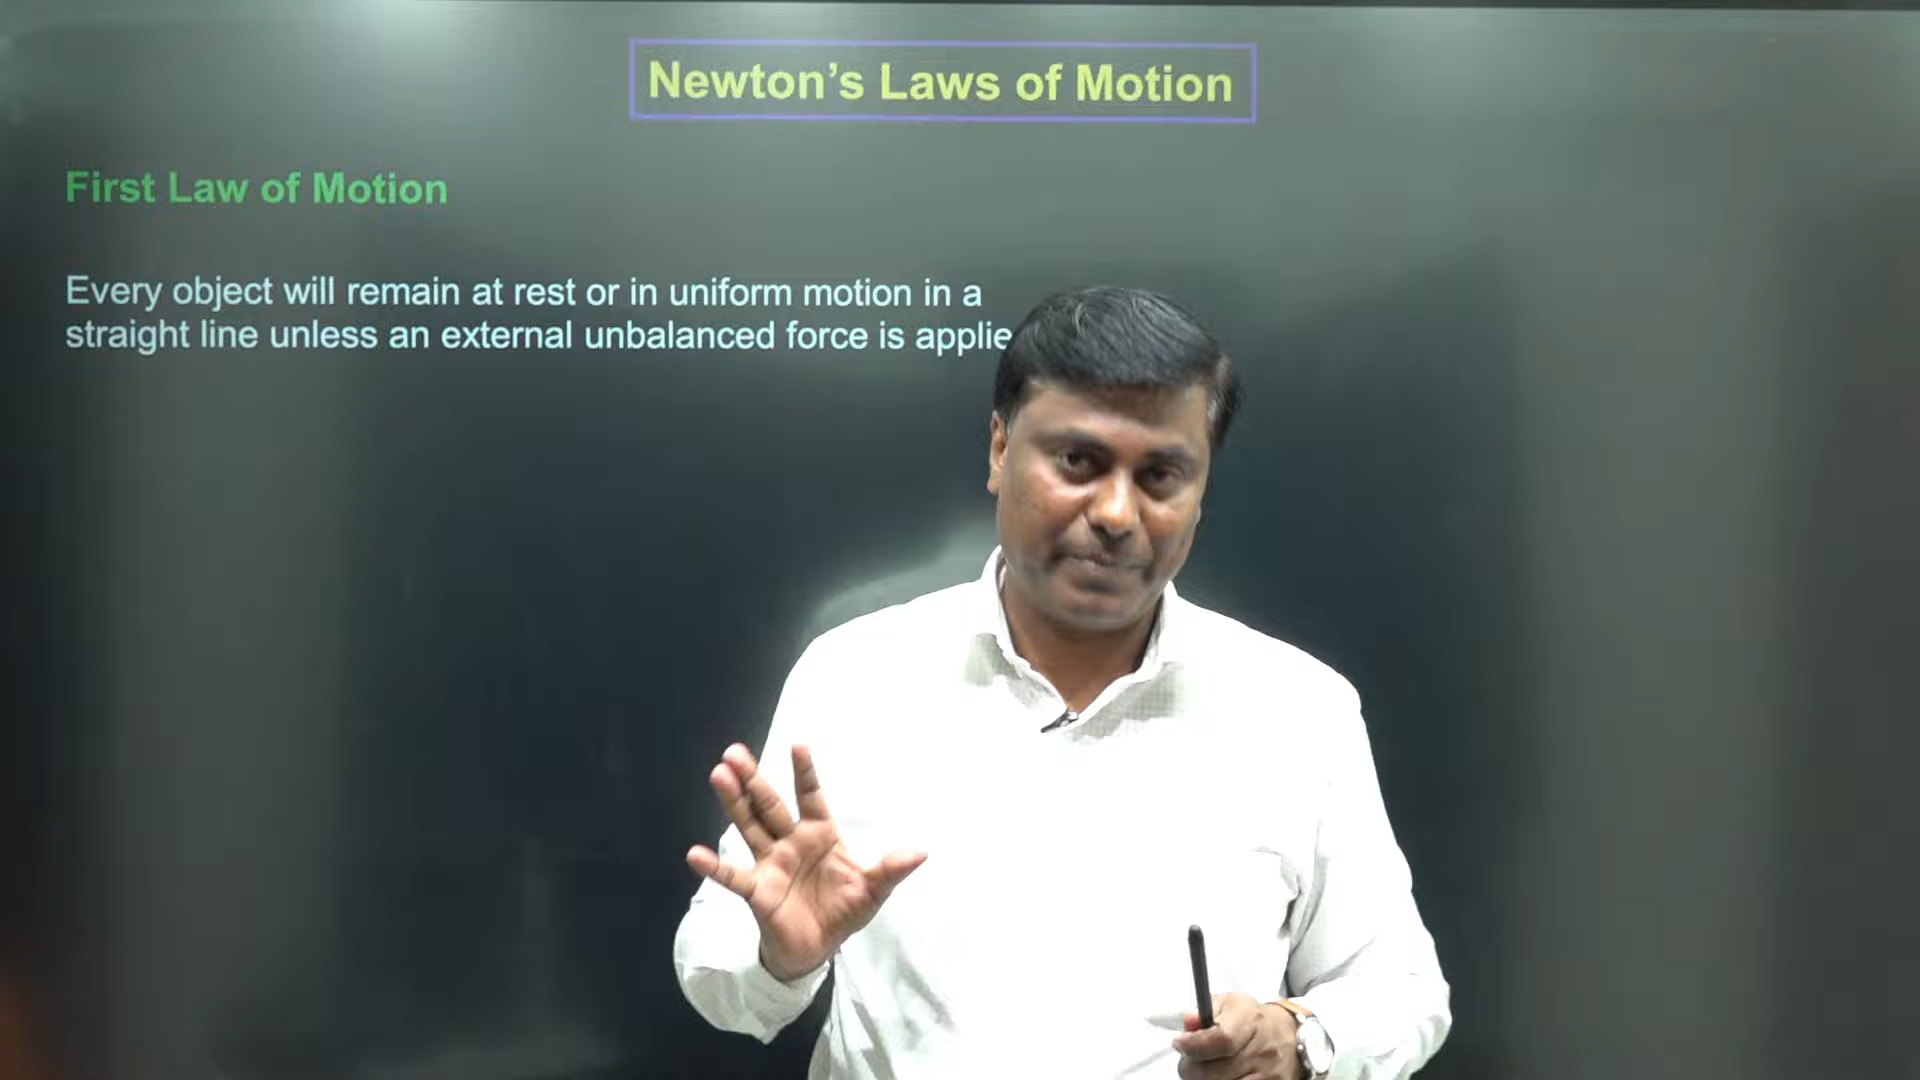 Newton’s Laws of Motion
First Law of Motion
Every object will remain at rest or in uniform motion in a
straight line unless an external unbalanced force is applie